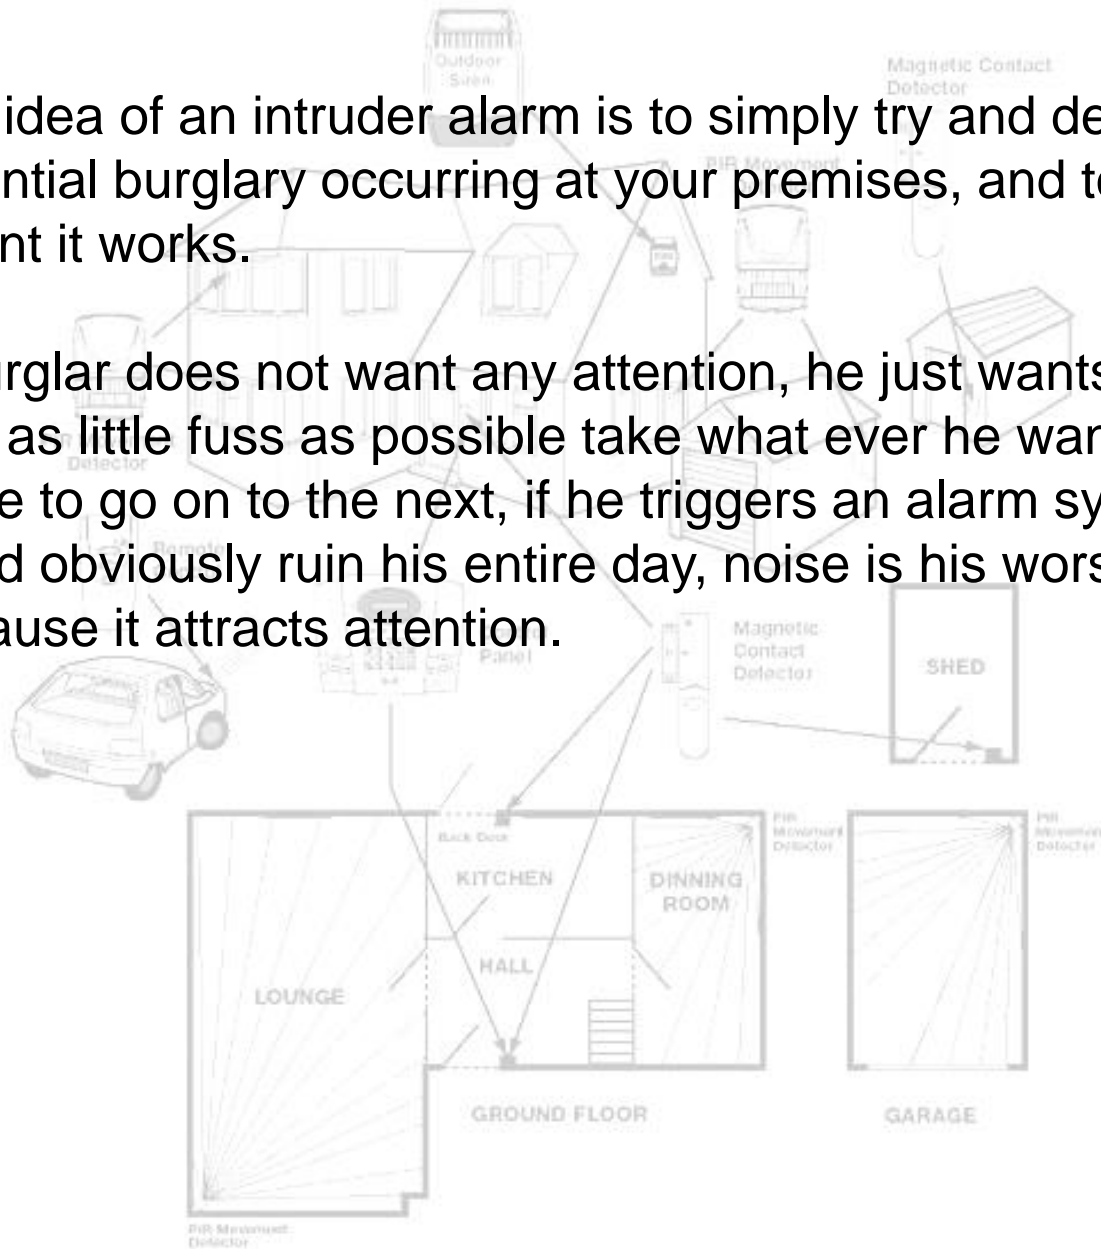 Outdoor
Siren
Magnetic Contact
Detector
idea of an intruder alarm is to simply try and de
PIR Movement
ntial burglary occurring at your premises, and t
nt it works.
urglar does not want any attention, he just wants
as little fuss as possible take what ever he wan
Detector
e to go on to the next, if he triggers an alarm sy
Remote
d obviously ruin his entire day, noise is his wors
ause it attracts attention.
Panel
Magnetic
Contact
Detector
SHED
Back Door
PIR
Movement
Detector
PIR
Movement
Detector
KITCHEN
DINNING
ROOM
HALL
LOUNGE
GROUND FLOOR
GARAGE
PIR Movement
Detector